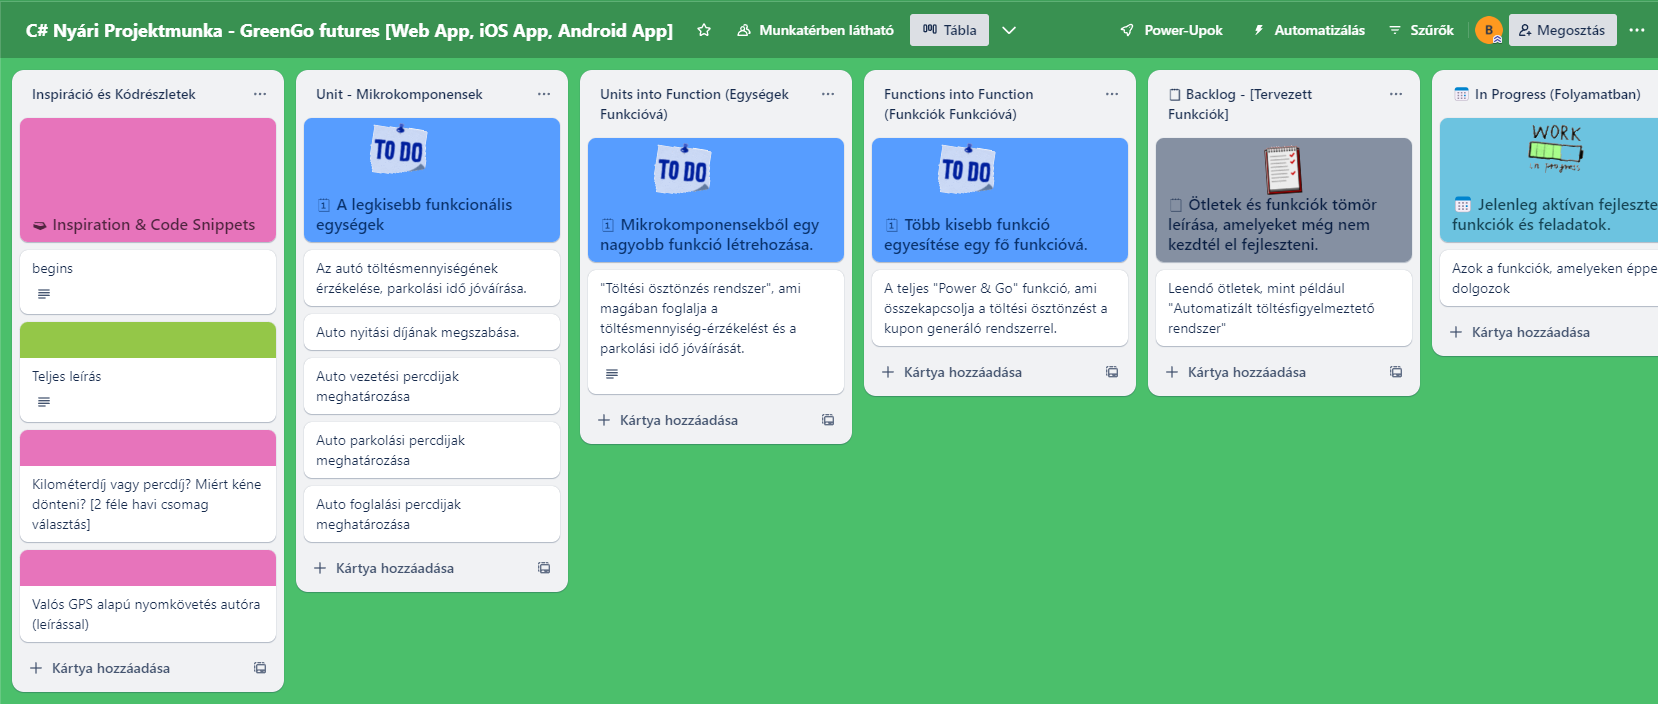 C# Nyári Projektmunka - GreenGo futures [Web App, iOS App, Android App]
Munkatérben látható
Tábla
Power-Upok
Automatizálás
Szűrők
B
Megosztás
Inspiráció és Kódrészletek
Inspiration & Code Snippets
begins
Teljes leírás
Kilométerdíj vagy percdíj? Miért kéne
dönteni? [2 féle havi csomag
választás]
Valós GPS alapú nyomkövetés autóra
(leírással)
Kártya hozzáadása
Unit - Mikrokomponensek
TO DO
1 A legkisebb funkcionális
egységek
Az autó töltésmennyiségének
érzékelése, parkolási idő jóváírása.
Auto nyitási díjának megszabása.
Auto vezetési percdijak
meghatározása
Auto parkolási percdijak
meghatározása
Auto foglalási percdijak
meghatározása
Kártya hozzáadása
Units into Function (Egységek
Funkcióvá)
TO DO
1 Mikrokomponensekből egy
nagyobb funkció létrehozása.
"Töltési ösztönzés rendszer", ami
magában foglalja a
töltésmennyiség-érzékelést és a
parkolási idő jóváírását.
Kártya hozzáadása
Functions into Function
(Funkciók Funkcióvá)
TO DO
1 Több kisebb funkció
egyesítése egy fő funkcióvá.
A teljes "Power & Go" funkció, ami
összekapcsolja a töltési ösztönzést a
kupon generáló rendszerrel.
Kártya hozzáadása
Backlog - [Tervezett
Funkciók]
Ötletek és funkciók tömör
leírása, amelyeket még nem
kezdtél el fejleszteni.
Leendő ötletek, mint például
"Automatizált töltésfigyelmeztető
rendszer"
Kártya hozzáadása
In Progress (Folyamatban)
WORK
in progress
Jelenleg aktívan fejleszte
funkciók és feladatok.
Azok a funkciók, amelyeken éppe
dolgozok
Kártya hozzáadása